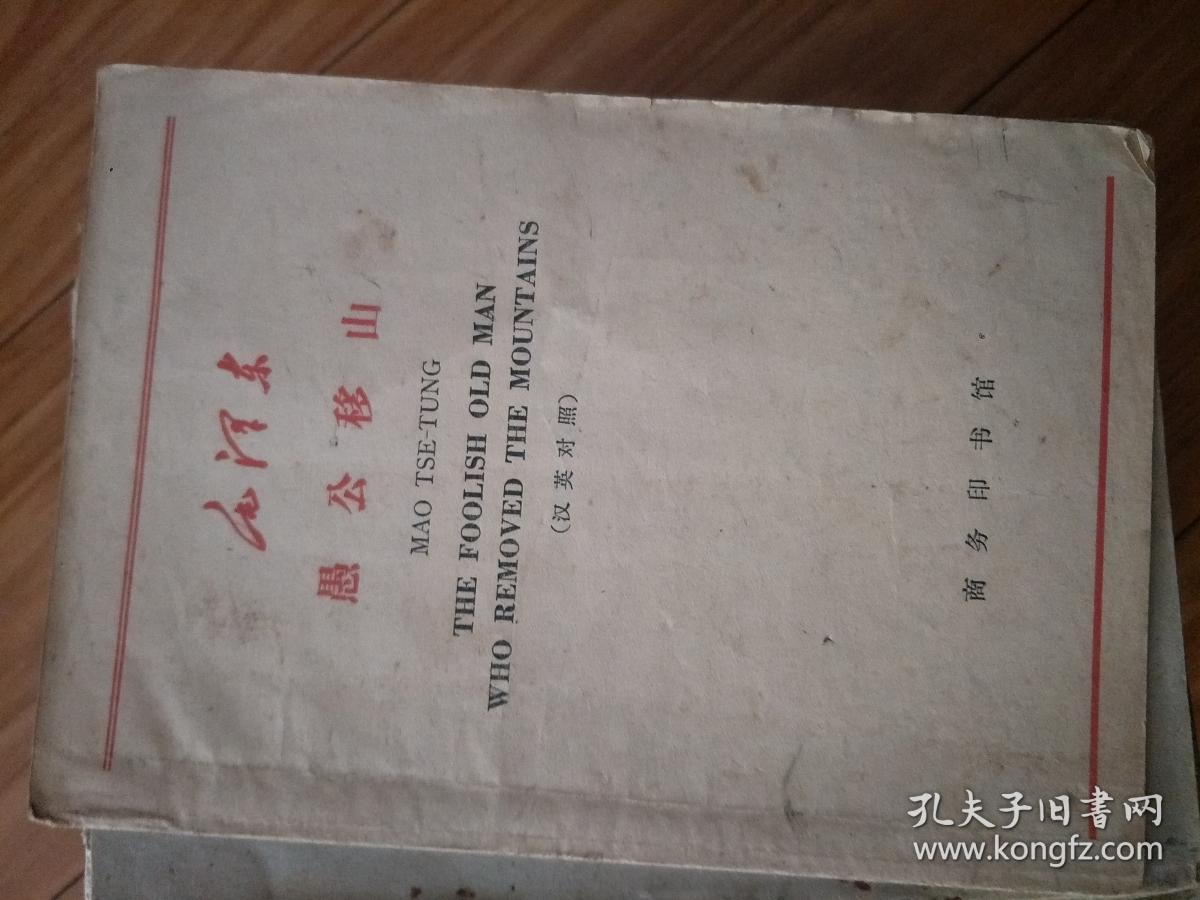 毛泽东
愚公移山
MAO TSE-TUNG
THE FOOLISH OLD MAN
WHO REMOVED THE MOUNTAINS
(汉英对照)
商务印书馆
孔夫子旧书网
www.kongfz.com